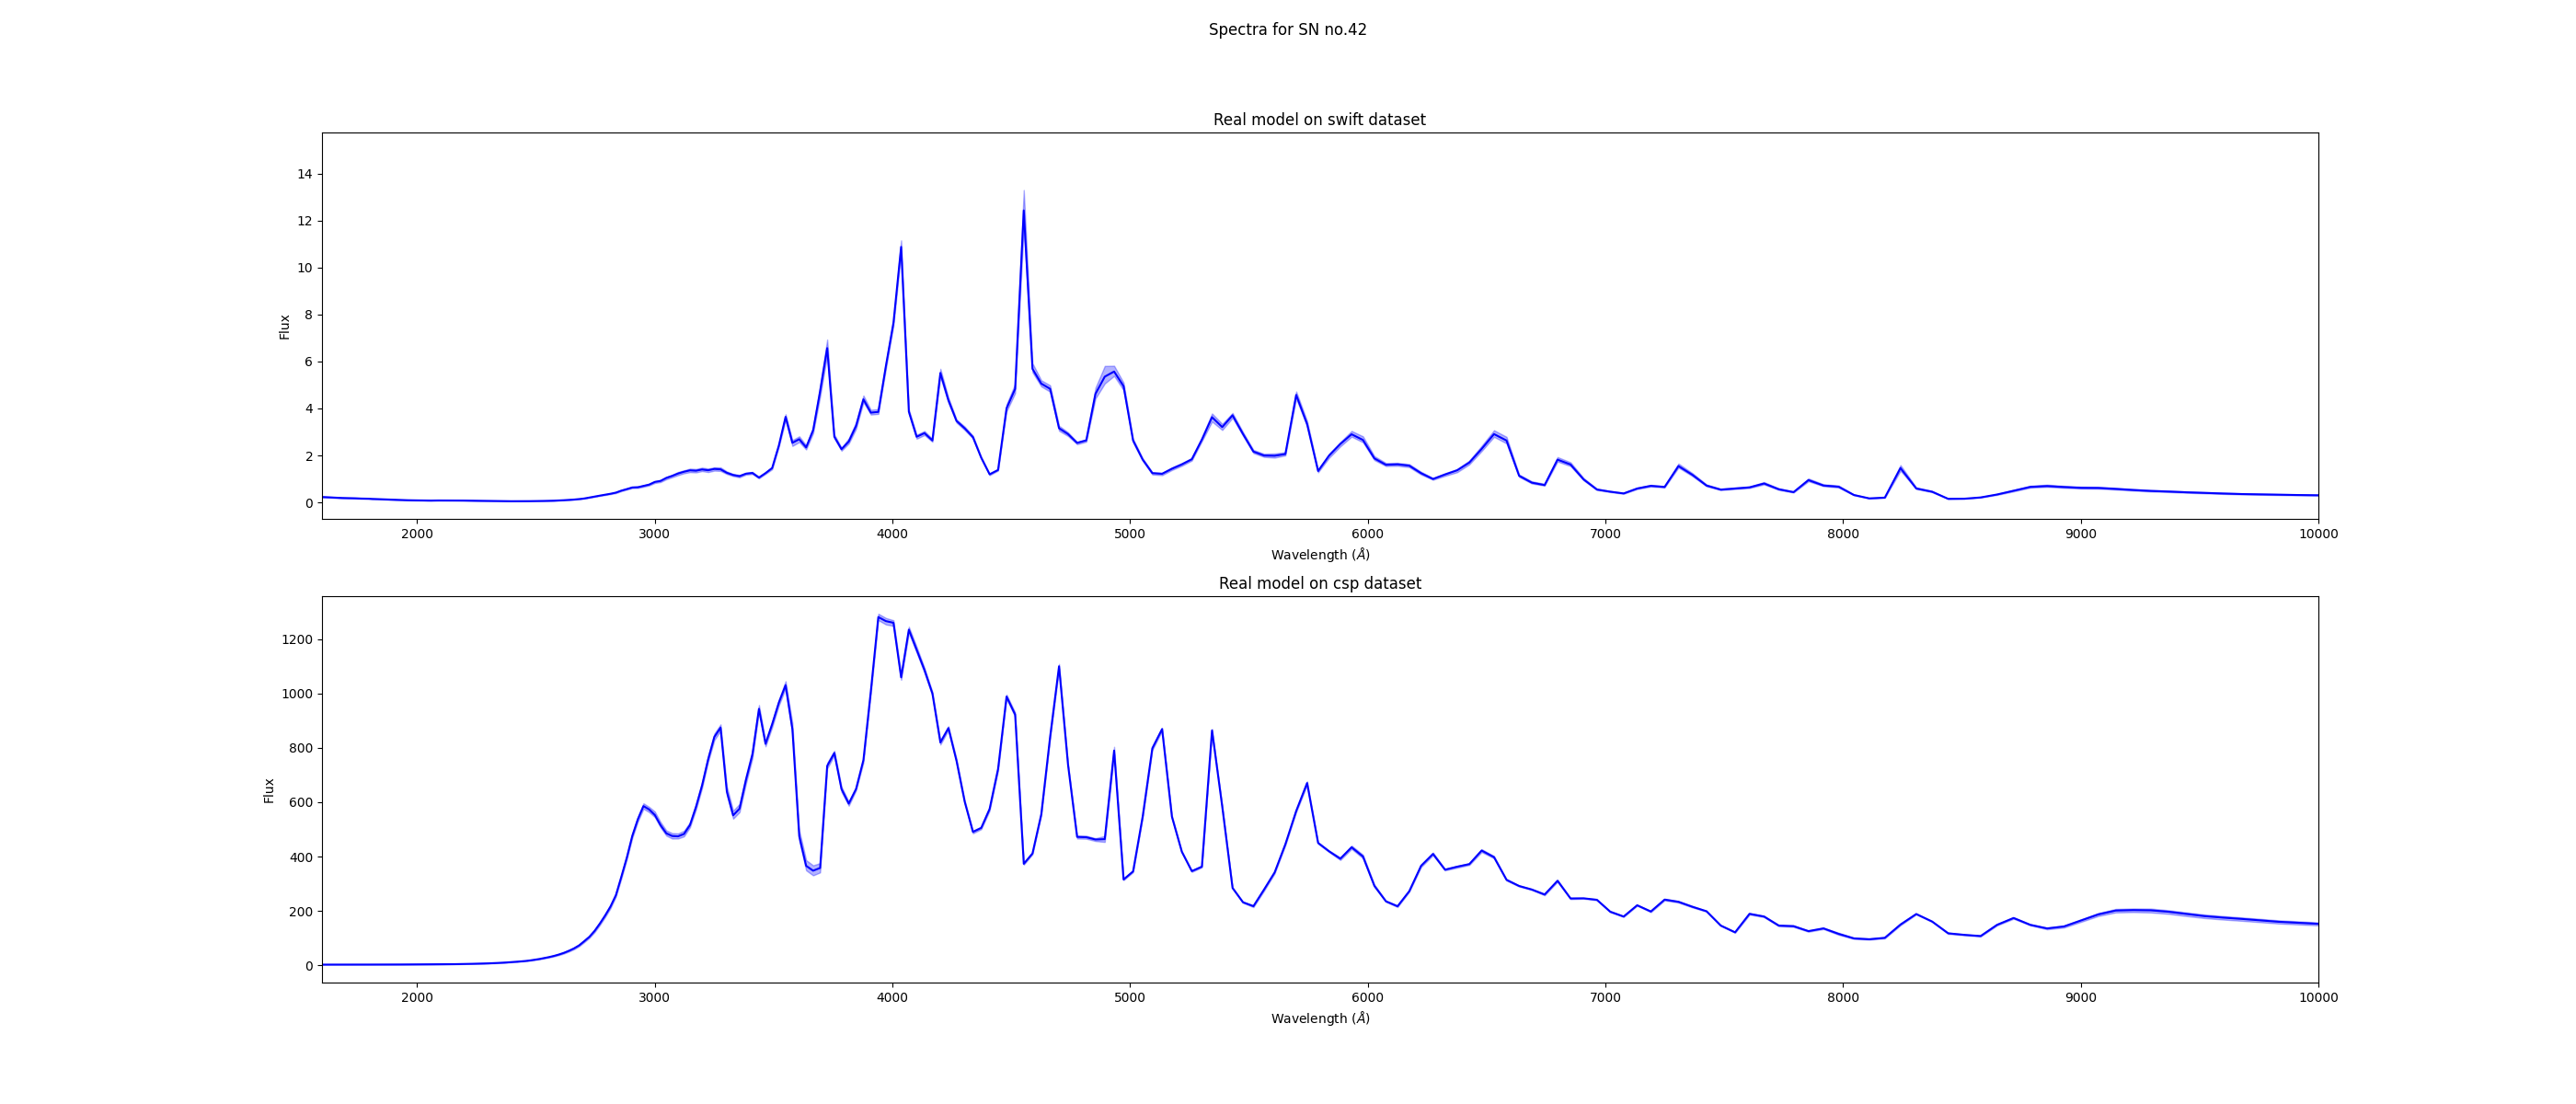 Spectra for SN no.42
Real model on swift dataset
14
12
10
8
6
4
2
0
Flux
2000 3000 4000 5000 6000 7000 8000 9000 10000
Wavelength (Å)
Real model on csp dataset
1200
1000
800
600
400
200
0
Flux
2000 3000 4000 5000 6000 7000 8000 9000 10000
Wavelength (Å)